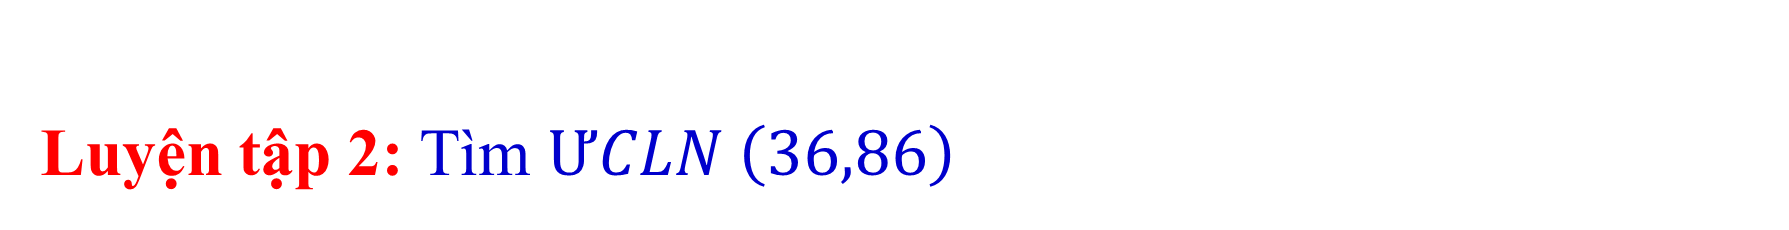 Luyện tập 2: Tìm ƯCLN (36,86)